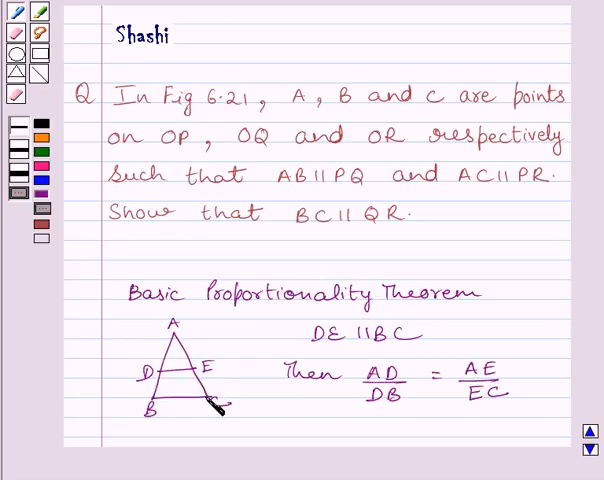 Shashi
Q In Fig 6.21, A, B and C are points
on OP, OQ and OR respectively
Such that AB || PQ and AC || PR.
Show that BC || QR.
Basic Proportionality Theorem
A
DE || BC
D E
Then AD/DB = AE/EC
B